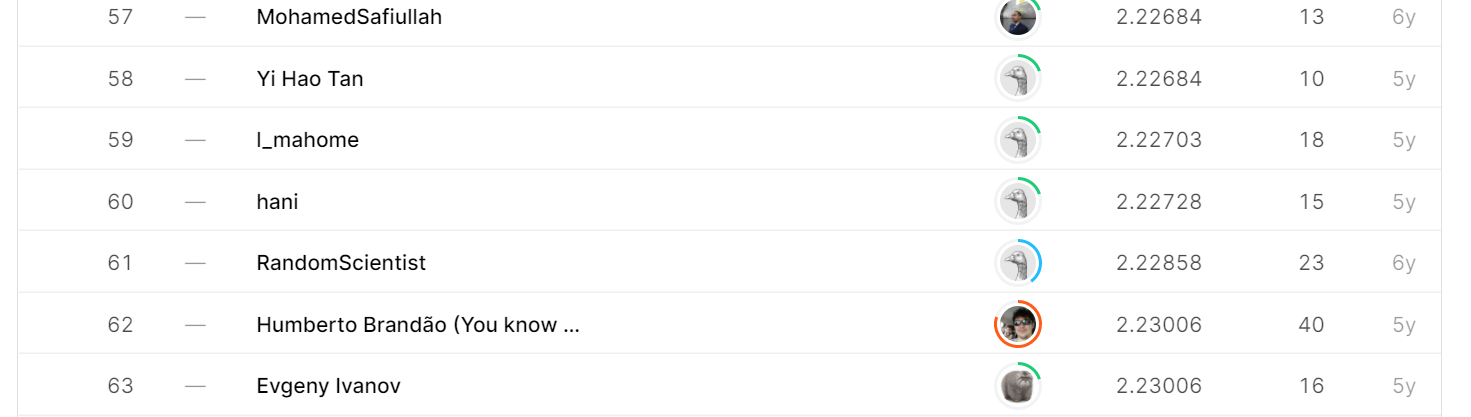 57 — MohamedSafiullah 2.22684 13 6y
58 — Yi Hao Tan 2.22684 10 5y
59 — l_mahome 2.22703 18 5y
60 — hani 2.22728 15 5y
61 — RandomScientist 2.22858 23 6y
62 — Humberto Brandão (You know ... 2.23006 40 5y
63 — Evgeny Ivanov 2.23006 16 5y